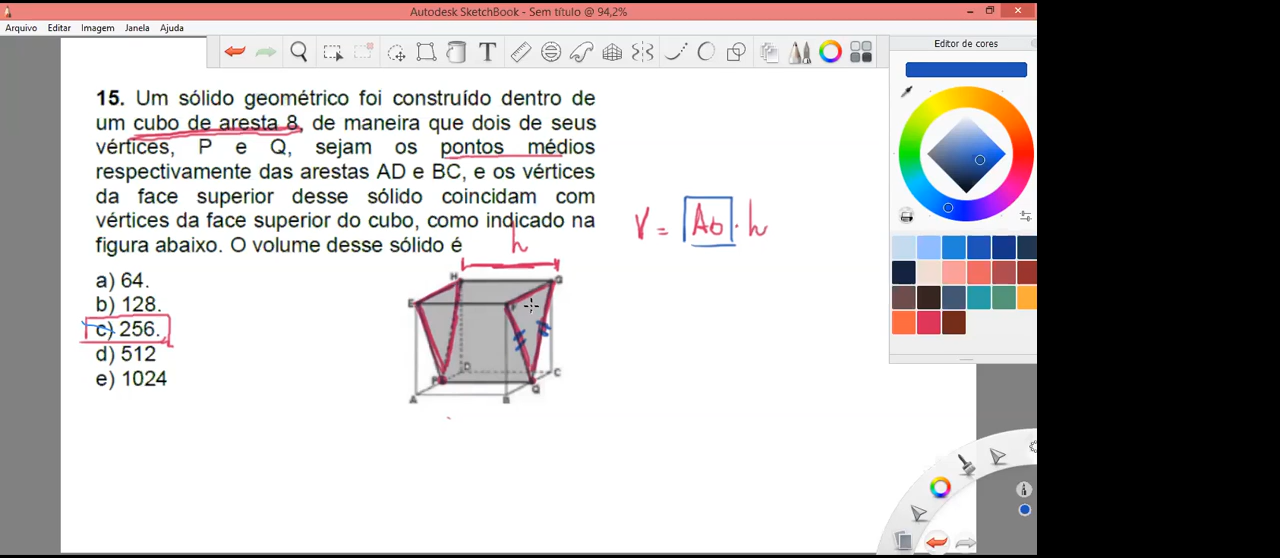 Autodesk SketchBook - Sem título @ 94,2%
Arquivo Editar Imagem Janela Ajuda
T
Editor de cores
15. Um sólido geométrico foi construído dentro de
um cubo de aresta 8, de maneira que dois de seus
vértices, P e Q, sejam os pontos médios
respectivamente das arestas AD e BC, e os vértices
da face superior desse sólido coincidam com
vértices da face superior do cubo, como indicado na
figura abaixo. O volume desse sólido é
V = Ab . h
h
a) 64.
b) 128.
c) 256.
d) 512
e) 1024
H G
E F
D C
P Q
A B